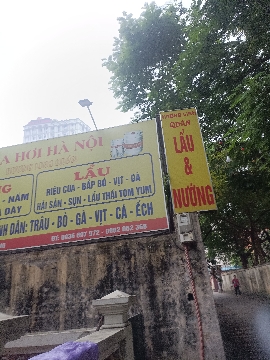 A HƠI HÀ NỘI
LẨU
RIÊU CUA - BẮP BÒ - VỊT - GÀ
HẢI SẢN - SỤN - LẨU THÁI TOM YUM
NH DÂN: TRÂU - BÒ - GÀ - VỊT - CÁ - ẾCH
QUÁN
LẨU
&
NƯỚNG